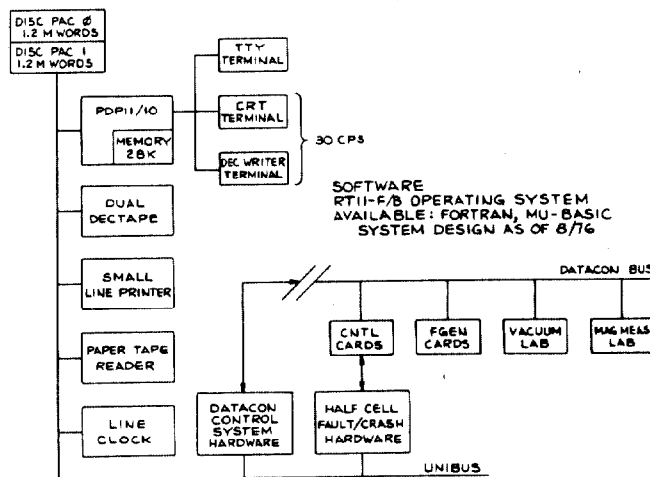 DISC PAC 0
1.2 M WORDS
DISC PAC 1
1.2 M WORDS
PDP11/10
MEMORY
28K
TTY
TERMINAL
CRT
TERMINAL
DEC WRITER
TERMINAL
30 CPS
DUAL
DECTAPE
SMALL
LINE PRINTER
PAPER TAPE
READER
LINE
CLOCK
SOFTWARE
RT11-F/B OPERATING SYSTEM
AVAILABLE: FORTRAN, MU-BASIC
SYSTEM DESIGN AS OF 8/76
DATACON BUS
CNTL
CARDS
FGEN
CARDS
VACUUM
LAB
MAG MEAS
LAB
DATACON
CONTROL
SYSTEM
HARDWARE
HALF CELL
FAULT/CRASH
HARDWARE
UNIBUS